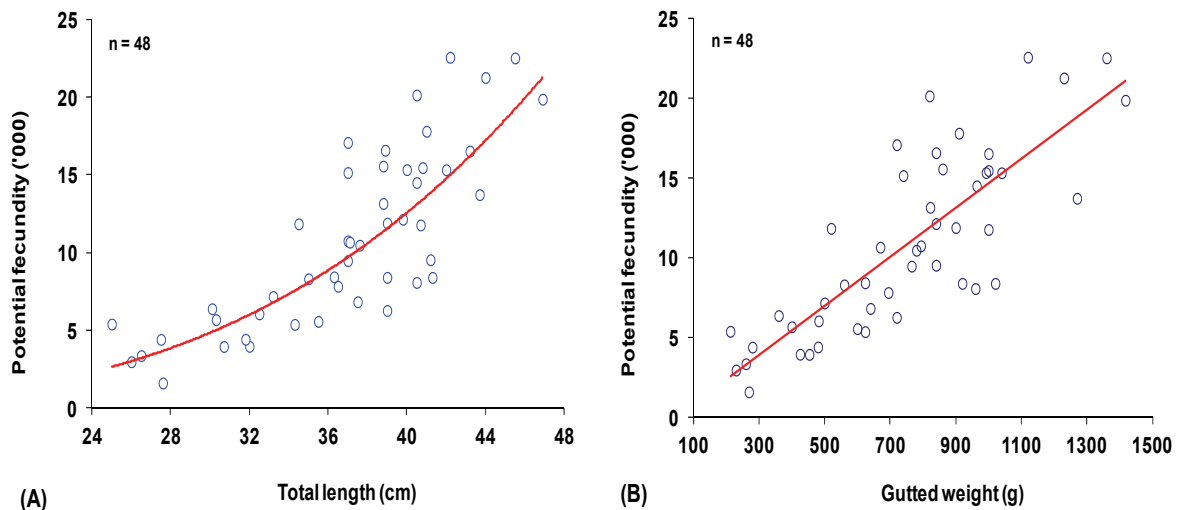 25
20
15
10
5
0
n = 48
Potential fecundity ('000)
24 28 32 36 40 44 48
(A) Total length (cm)
25
20
15
10
5
0
n = 48
Potential fecundity ('000)
100 300 500 700 900 1100 1300 1500
(B) Gutted weight (g)